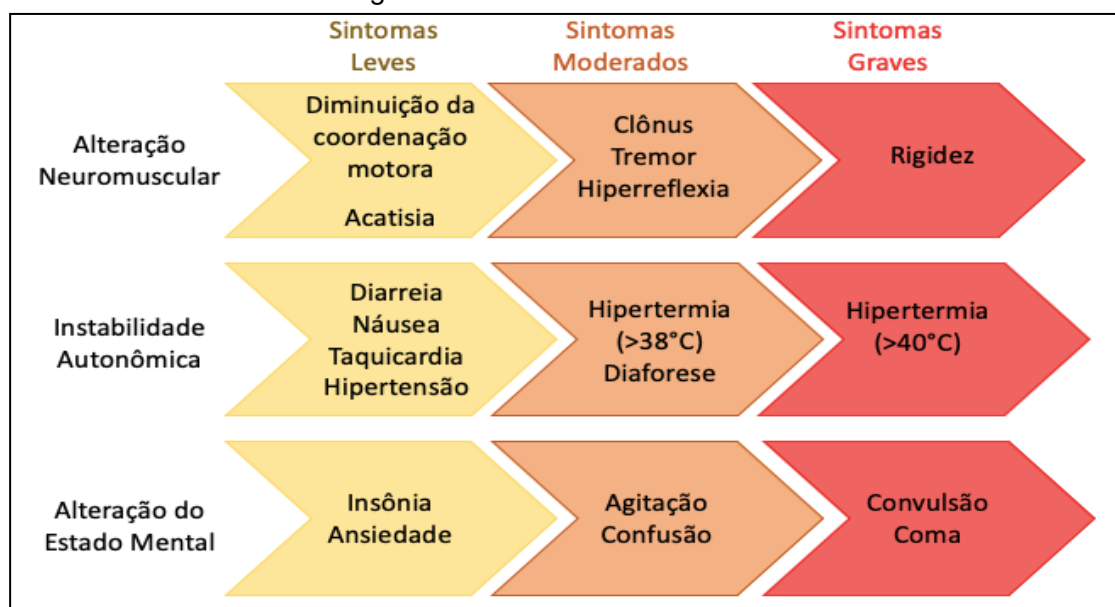 Sintomas
Leves
Sintomas
Moderados
Sintomas
Graves
Alteração
Neuromuscular
Diminuição da
coordenação
motora
Acatisia
Clônus
Tremor
Hiperreflexia
Rigidez
Instabilidade
Autonômica
Diarreia
Náusea
Taquicardia
Hipertensão
Hipertermia
(>38°C)
Diaforese
Hipertermia
(>40°C)
Alteração do
Estado Mental
Insônia
Ansiedade
Agitação
Confusão
Convulsão
Coma